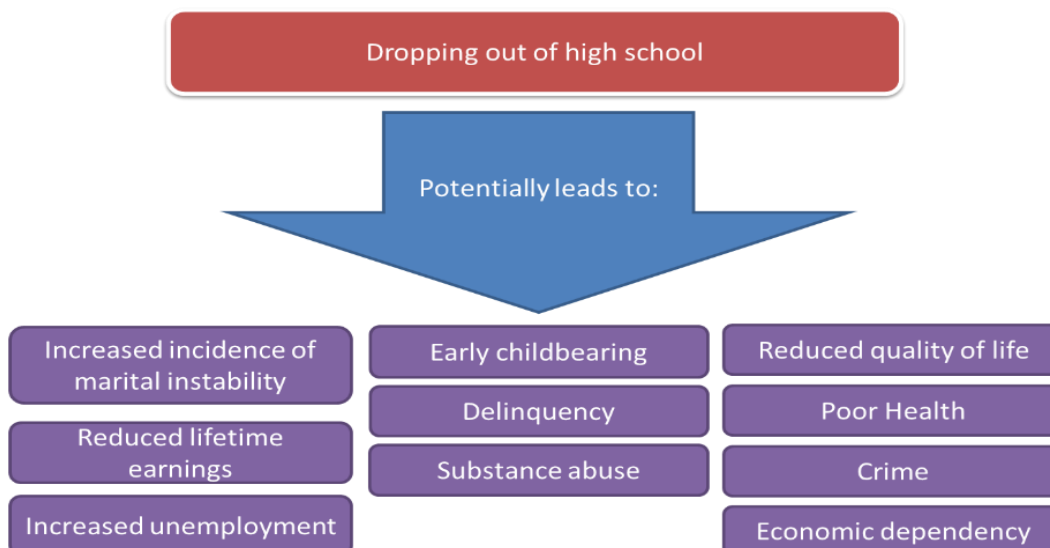 Dropping out of high school
Potentially leads to:
Increased incidence of
marital instability
Reduced lifetime
earnings
Increased unemployment
Early childbearing
Delinquency
Substance abuse
Reduced quality of life
Poor Health
Crime
Economic dependency